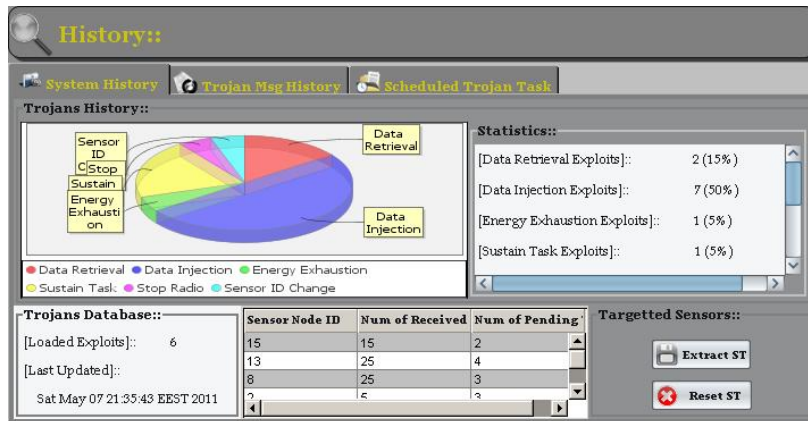 History::
System History
Trojan Msg History
Scheduled Trojan Task
Trojans History::
Sensor
ID
Stop
Sustain
Energy
Exhausti
on
Data
Retrieval
Data
Injection
Data Retrieval
Data Injection
Energy Exhaustion
Sustain Task
Stop Radio
Sensor ID Change
Statistics::
[Data Retrieval Exploits]:: 2 (15%)
[Data Injection Exploits]:: 7 (50%)
[Energy Exhaustion Exploits]:: 1 (5%)
[Sustain Task Exploits]:: 1 (5%)
Trojans Database::
[Loaded Exploits]:: 6
[Last Updated]::
Sat May 07 21:35:43 EEST 2011
Sensor Node ID Num of Received Num of Pending
15 15 2
13 25 4
8 25 3
Targetted Sensors::
Extract ST
Reset ST